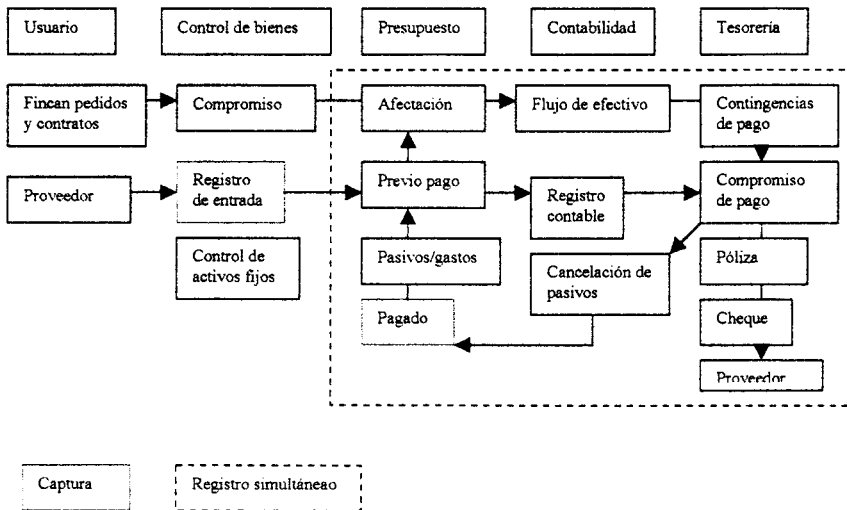 Usuario
Control de bienes
Presupuesto
Contabilidad
Tesorería
Fincan pedidos
y contratos
Compromiso
Afectación
Flujo de efectivo
Contingencias
de pago
Proveedor
Registro
de entrada
Previo pago
Registro
contable
Compromiso
de pago
Control de
activos fijos
Pasivos/gastos
Cancelación de
pasivos
Póliza
Pagado
Cheque
Proveedor
Captura
Registro simultáneao